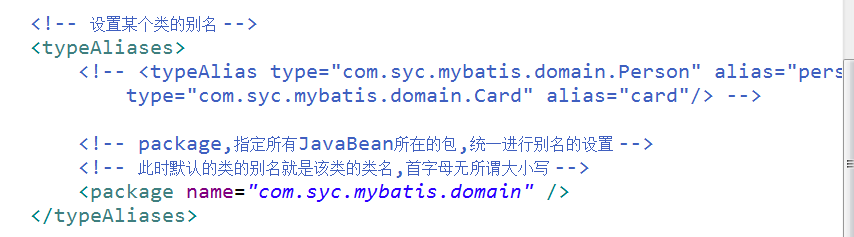 <!-- 设置某个类的别名 -->
<typeAliases>
<!-- <typeAlias type="com.syc.mybatis.domain.Person" alias="pers
type="com.syc.mybatis.domain.Card" alias="card"/> -->
<!-- package,指定所有JavaBean所在的包,统一进行别名的设置 -->
<!-- 此时默认的类的别名就是该类的类名,首字母无所谓大小写 -->
<package name="com.syc.mybatis.domain" />
</typeAliases>